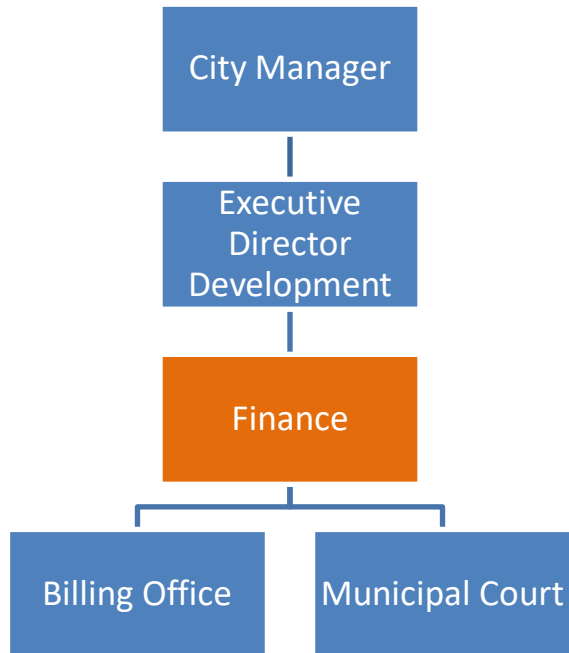 City Manager
Executive
Director
Development
Finance
Billing Office
Municipal Court